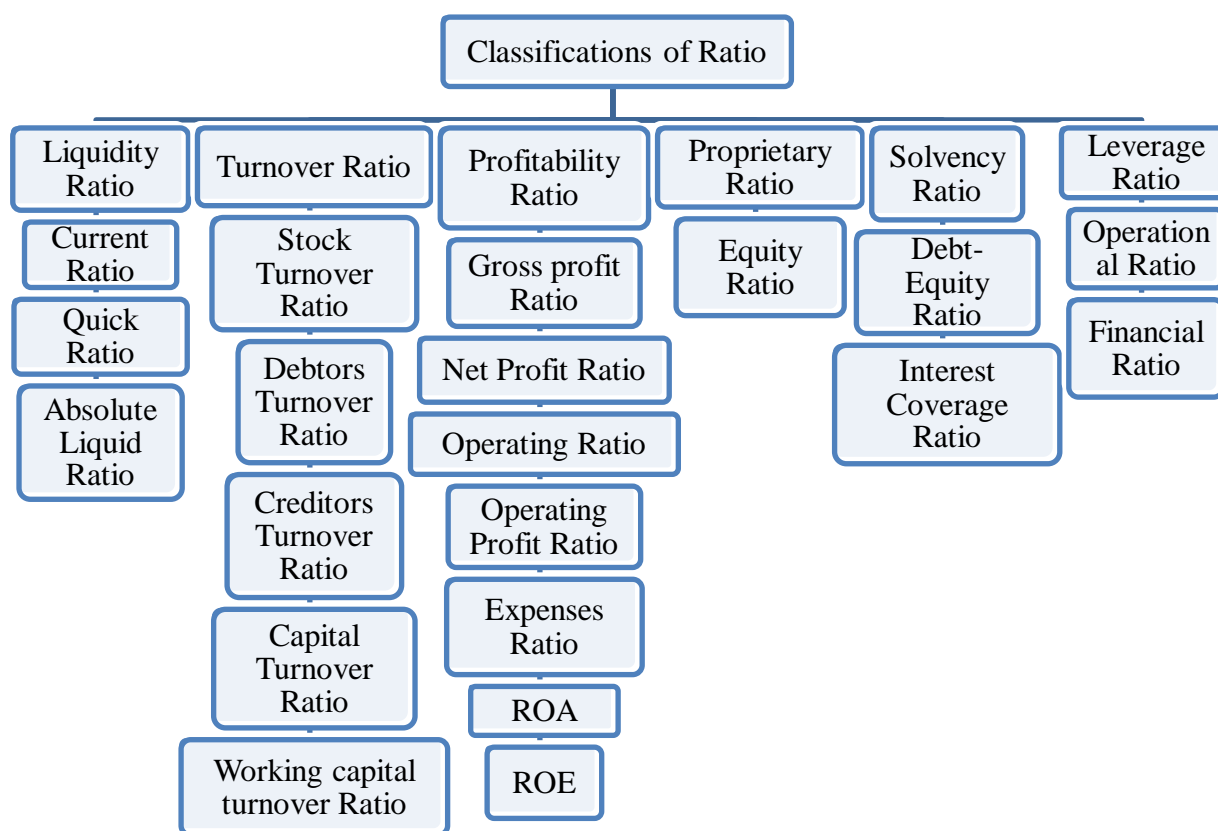 Classifications of Ratio
Liquidity
Ratio
Current
Ratio
Quick
Ratio
Absolute
Liquid
Ratio
Turnover Ratio
Stock
Turnover
Ratio
Debtors
Turnover
Ratio
Creditors
Turnover
Ratio
Capital
Turnover
Ratio
Working capital
turnover Ratio
Profitability
Ratio
Gross profit
Ratio
Net Profit Ratio
Operating Ratio
Operating
Profit Ratio
Expenses
Ratio
ROA
ROE
Proprietary
Ratio
Equity
Ratio
Solvency
Ratio
Debt-
Equity
Ratio
Interest
Coverage
Ratio
Leverage
Ratio
Operation
al Ratio
Financial
Ratio